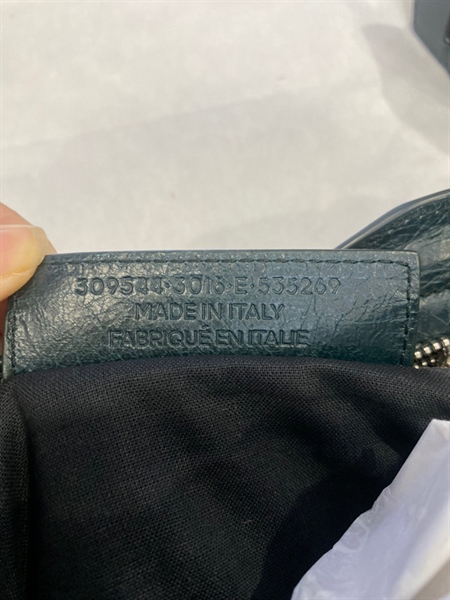 309544·3016·E·535269
MADE IN ITALY
FABRIQUÉ EN ITALIE